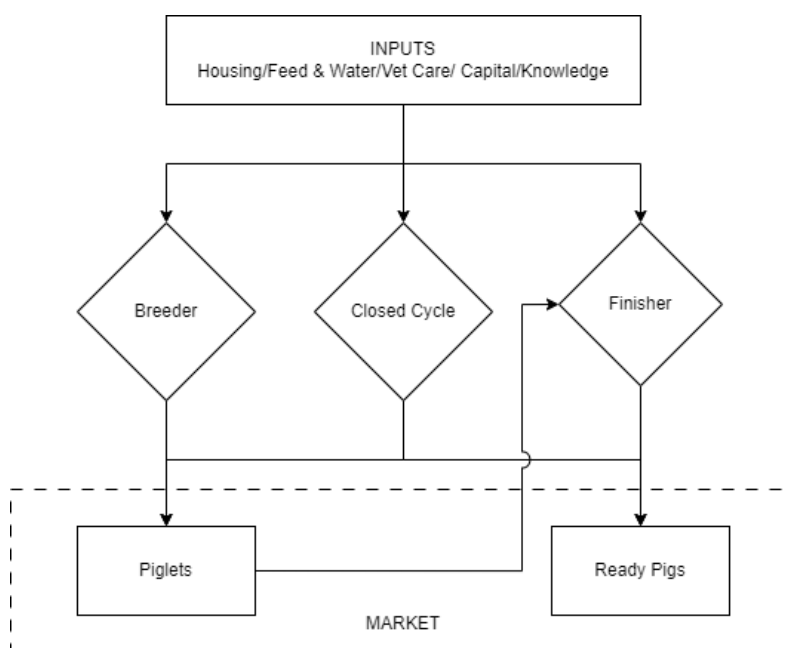 INPUTS
Housing/Feed & Water/Vet Care/ Capital/Knowledge
Breeder
Closed Cycle
Finisher
Piglets
Ready Pigs
MARKET